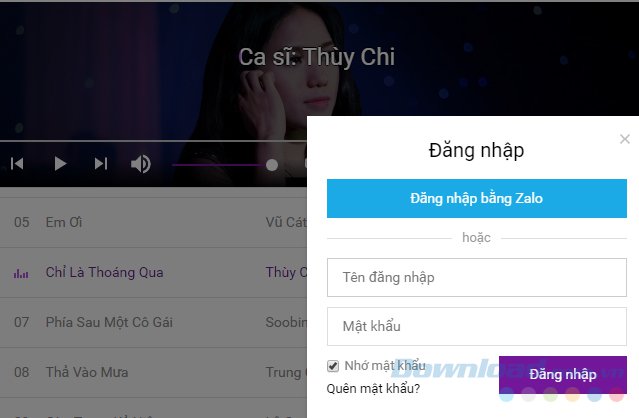 Ca sĩ: Thùy Chi
Đăng nhập
×
Đăng nhập bằng Zalo
hoặc
Tên đăng nhập
Mật khẩu
Nhớ mật khẩu
Quên mật khẩu?
Đăng nhập
05 Em Ơi Vũ Cát
Chỉ Là Thoáng Qua Thùy C
07 Phía Sau Một Cô Gái Soobin
08 Thả Vào Mưa Trung
Download .vn